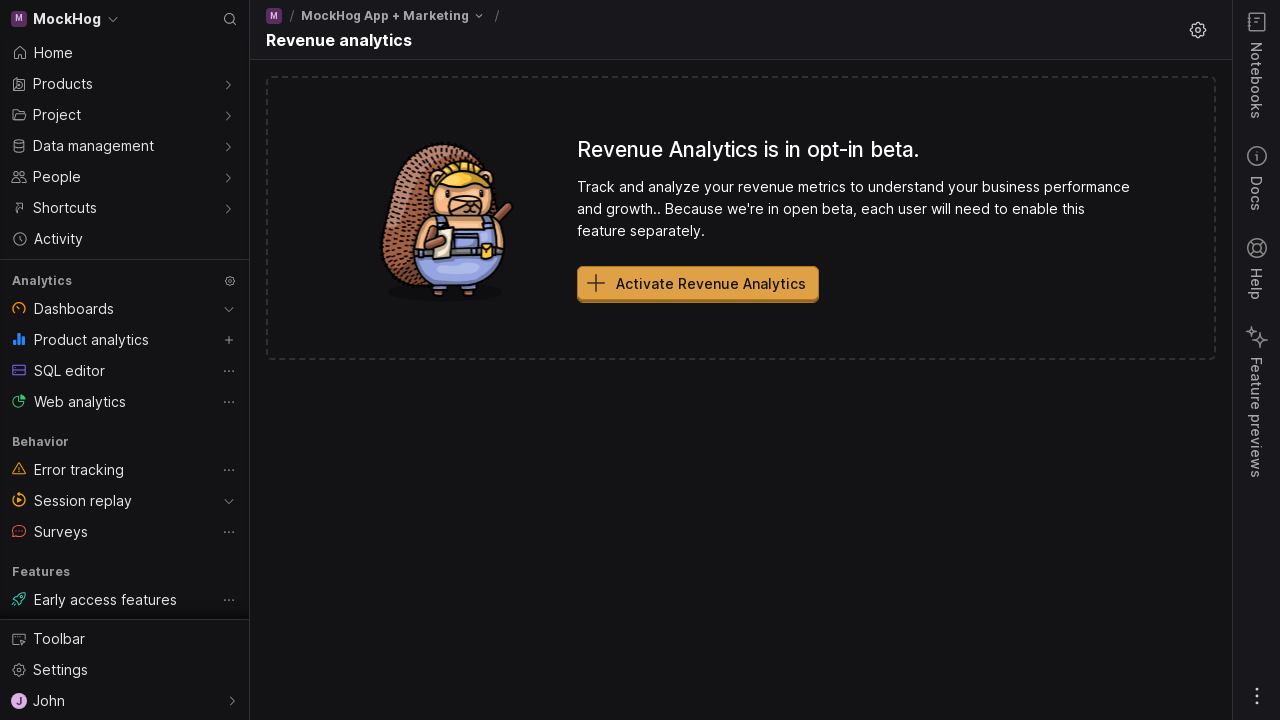 M MockHog
Home
Products
Project
Data management
People
Shortcuts
Activity
Analytics
Dashboards
Product analytics
SQL editor
Web analytics
Behavior
Error tracking
Session replay
Surveys
Features
Early access features
Toolbar
Settings
J John
M / MockHog App + Marketing /
Revenue analytics
Revenue Analytics is in opt-in beta.
Track and analyze your revenue metrics to understand your business performance
and growth.. Because we're in open beta, each user will need to enable this
feature separately.
Activate Revenue Analytics
Notebooks
Docs
Help
Feature previews